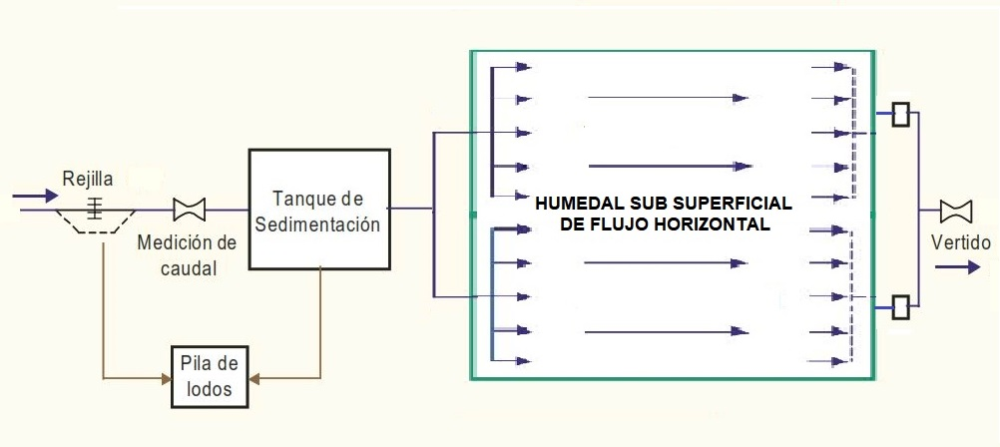 Rejilla
Medición de
caudal
Tanque de
Sedimentación
Pila de
lodos
HUMEDAL SUB SUPERFICIAL
DE FLUJO HORIZONTAL
Vertido